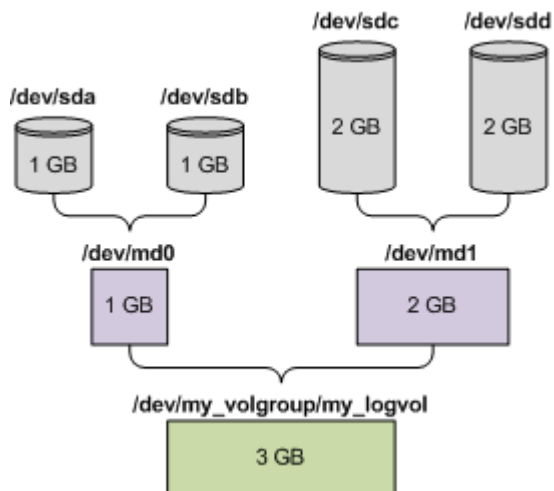 /dev/sdc /dev/sdd
/dev/sda /dev/sdb
2 GB 2 GB
1 GB 1 GB
/dev/md0 /dev/md1
1 GB 2 GB
/dev/my_volgroup/my_logvol
3 GB